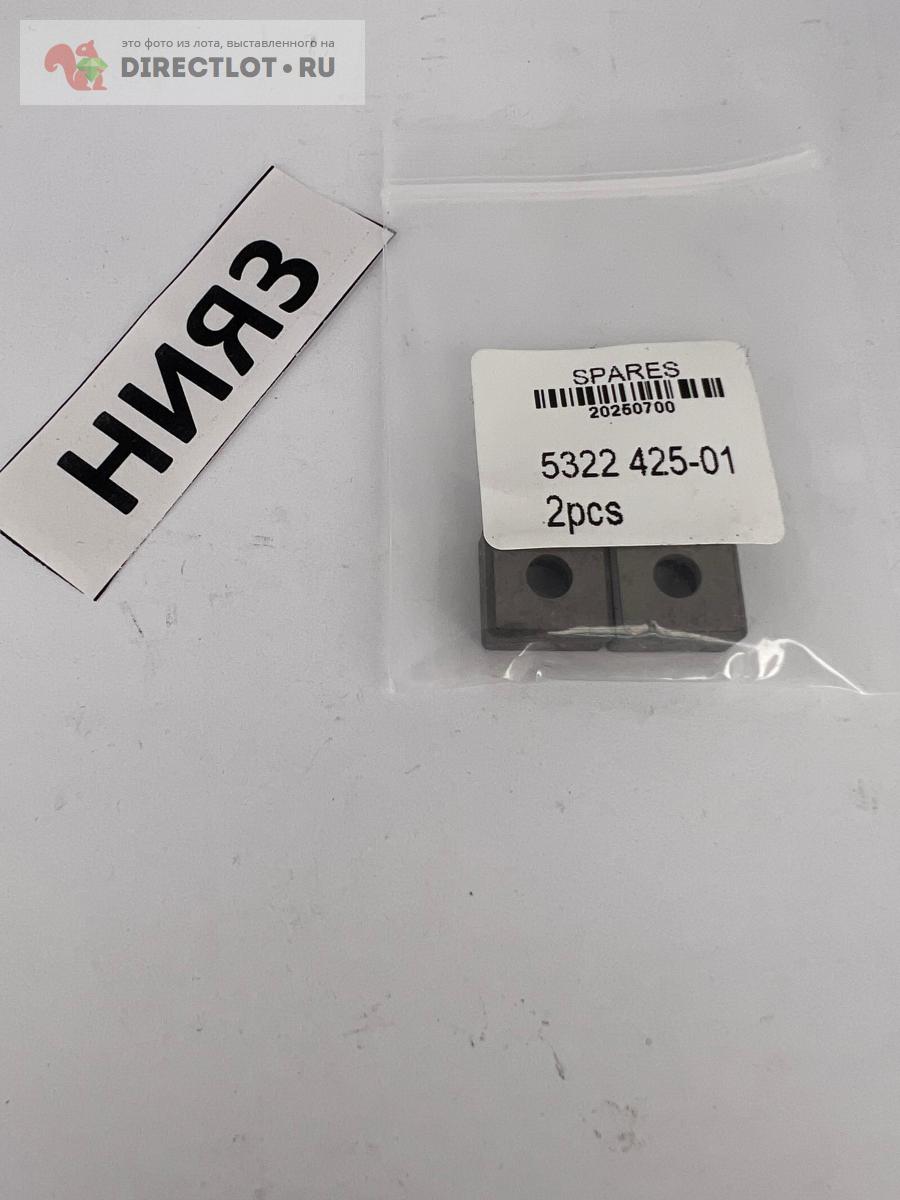 это фото из лота, выставленного на
DIRECTLOT•RU
НИЯЗ
SPARES
20250700
5322 425-01
2pcs